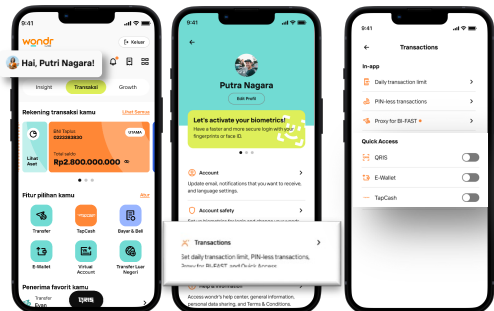 9:41
wondr
Keluar
Hai, Putri Nagara!
Insight
Transaksi
Growth
Rekening transaksi kamu
Lihat Semua
Lihat
Aset
BNI Taplus
0222383830
UTAMA
Total saldo
Rp2.800.000.000
Fitur pilihan kamu
Atur
Transfer
TapCash
Bayar & Beli
E-Wallet
Virtual
Account
Transfer Luar
Negeri
Penerima favorit kamu
Transfer
Evan
QRIS
9:41
Putra Nagara
Edit Profil
Let's activate your biometrics!
Have a faster and more secure login with your
fingerprints or face ID.
Account
Update email, notifications that you want to receive,
and language settings.
Account safety
Transactions
Set daily transaction limit, PIN-less transactions,
Proxy for BI-FAST and Quick Access
Help & Information
Access wondr's help center, general information,
personal data sharing, and Terms & Conditions.
9:41
Transactions
In-app
Daily transaction limit
PIN-less transactions
Proxy for BI-FAST
Quick Access
QRIS
E-Wallet
TapCash